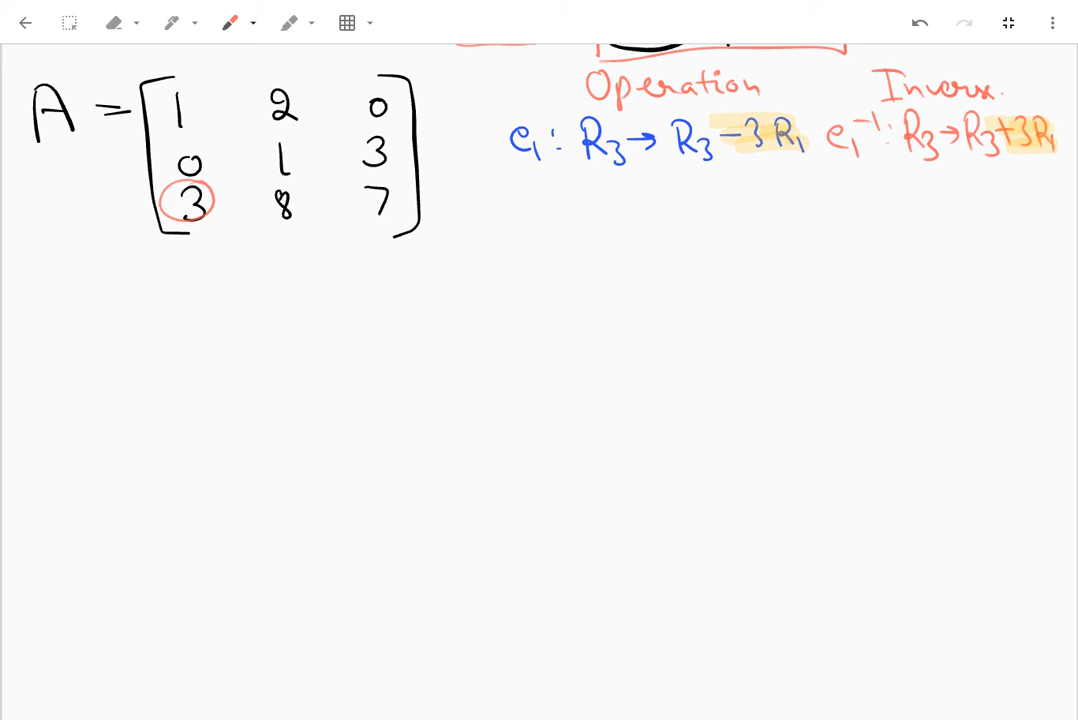 A = [ 1 2 0
0 1 3
3 8 7 ]
Operation Inverse.
e₁ : R₃ → R₃ − 3R₁ e₁⁻¹ : R₃ → R₃ + 3R₁